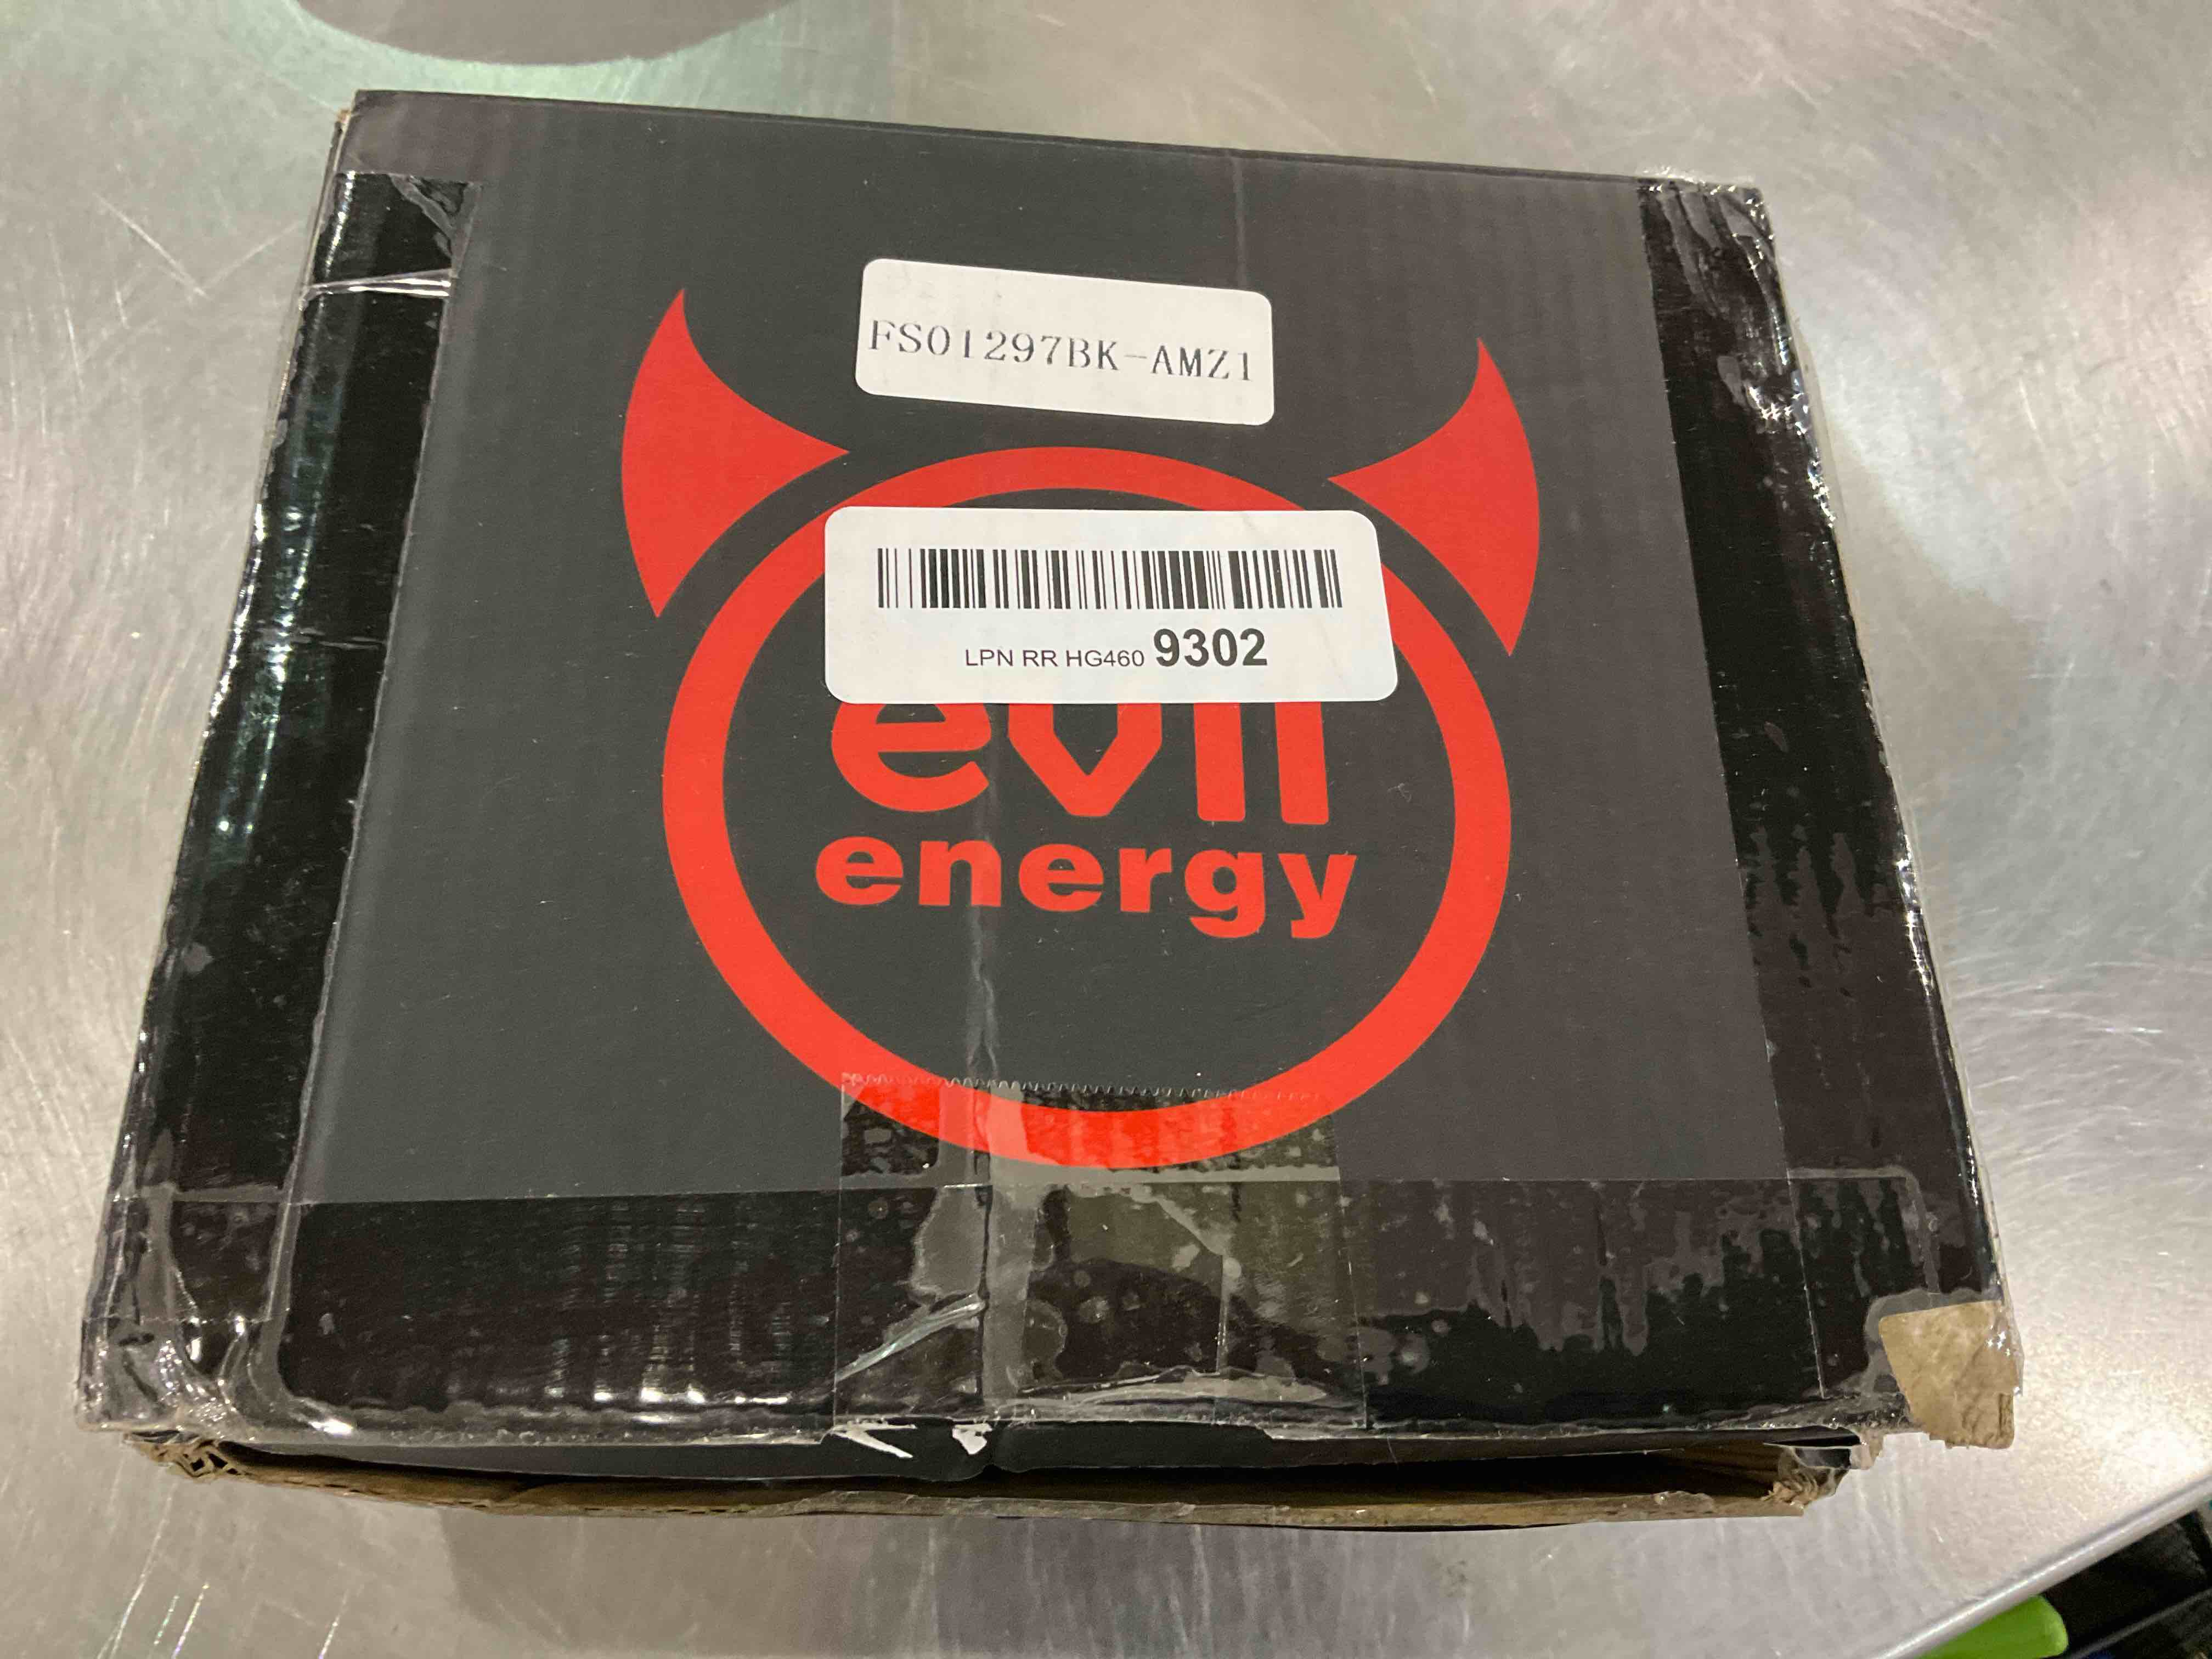 FS01297BK-AMZ1
LPN RR HG460 9302
evil
energy